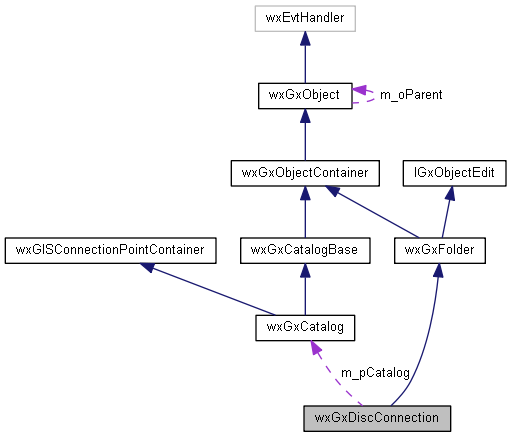 wxEvtHandler
wxGxObject
m_oParent
wxGxObjectContainer
IGxObjectEdit
wxGISConnectionPointContainer
wxGxCatalogBase
wxGxFolder
wxGxCatalog
m_pCatalog
wxGxDiscConnection